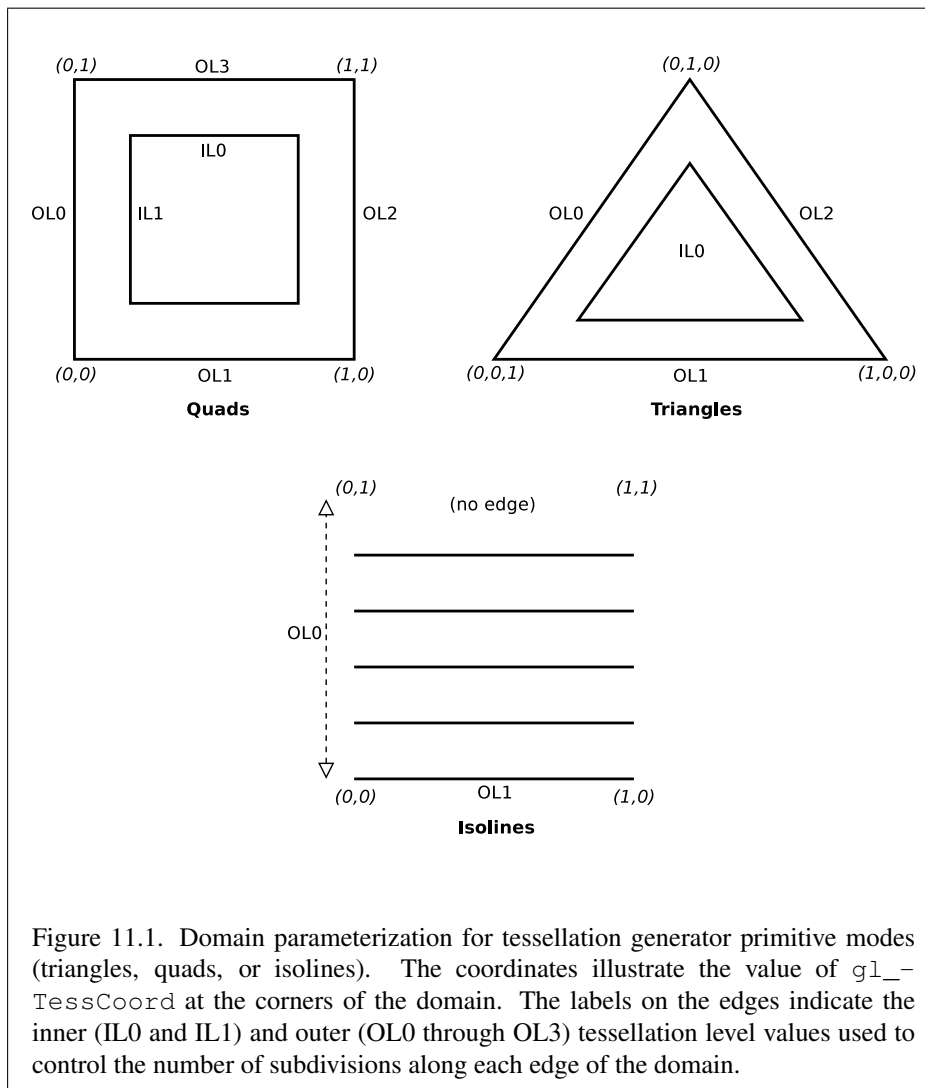 (0,1) OL3 (1,1)
IL0
OL0 IL1 OL2
(0,0) OL1 (1,0)
Quads
(0,1,0)
OL0 OL2
IL0
(0,0,1) OL1 (1,0,0)
Triangles
(0,1) (no edge) (1,1)
OL0
(0,0) OL1 (1,0)
Isolines
Figure 11.1. Domain parameterization for tessellation generator primitive modes
(triangles, quads, or isolines). The coordinates illustrate the value of gl_-
TessCoord at the corners of the domain. The labels on the edges indicate the
inner (IL0 and IL1) and outer (OL0 through OL3) tessellation level values used to
control the number of subdivisions along each edge of the domain.